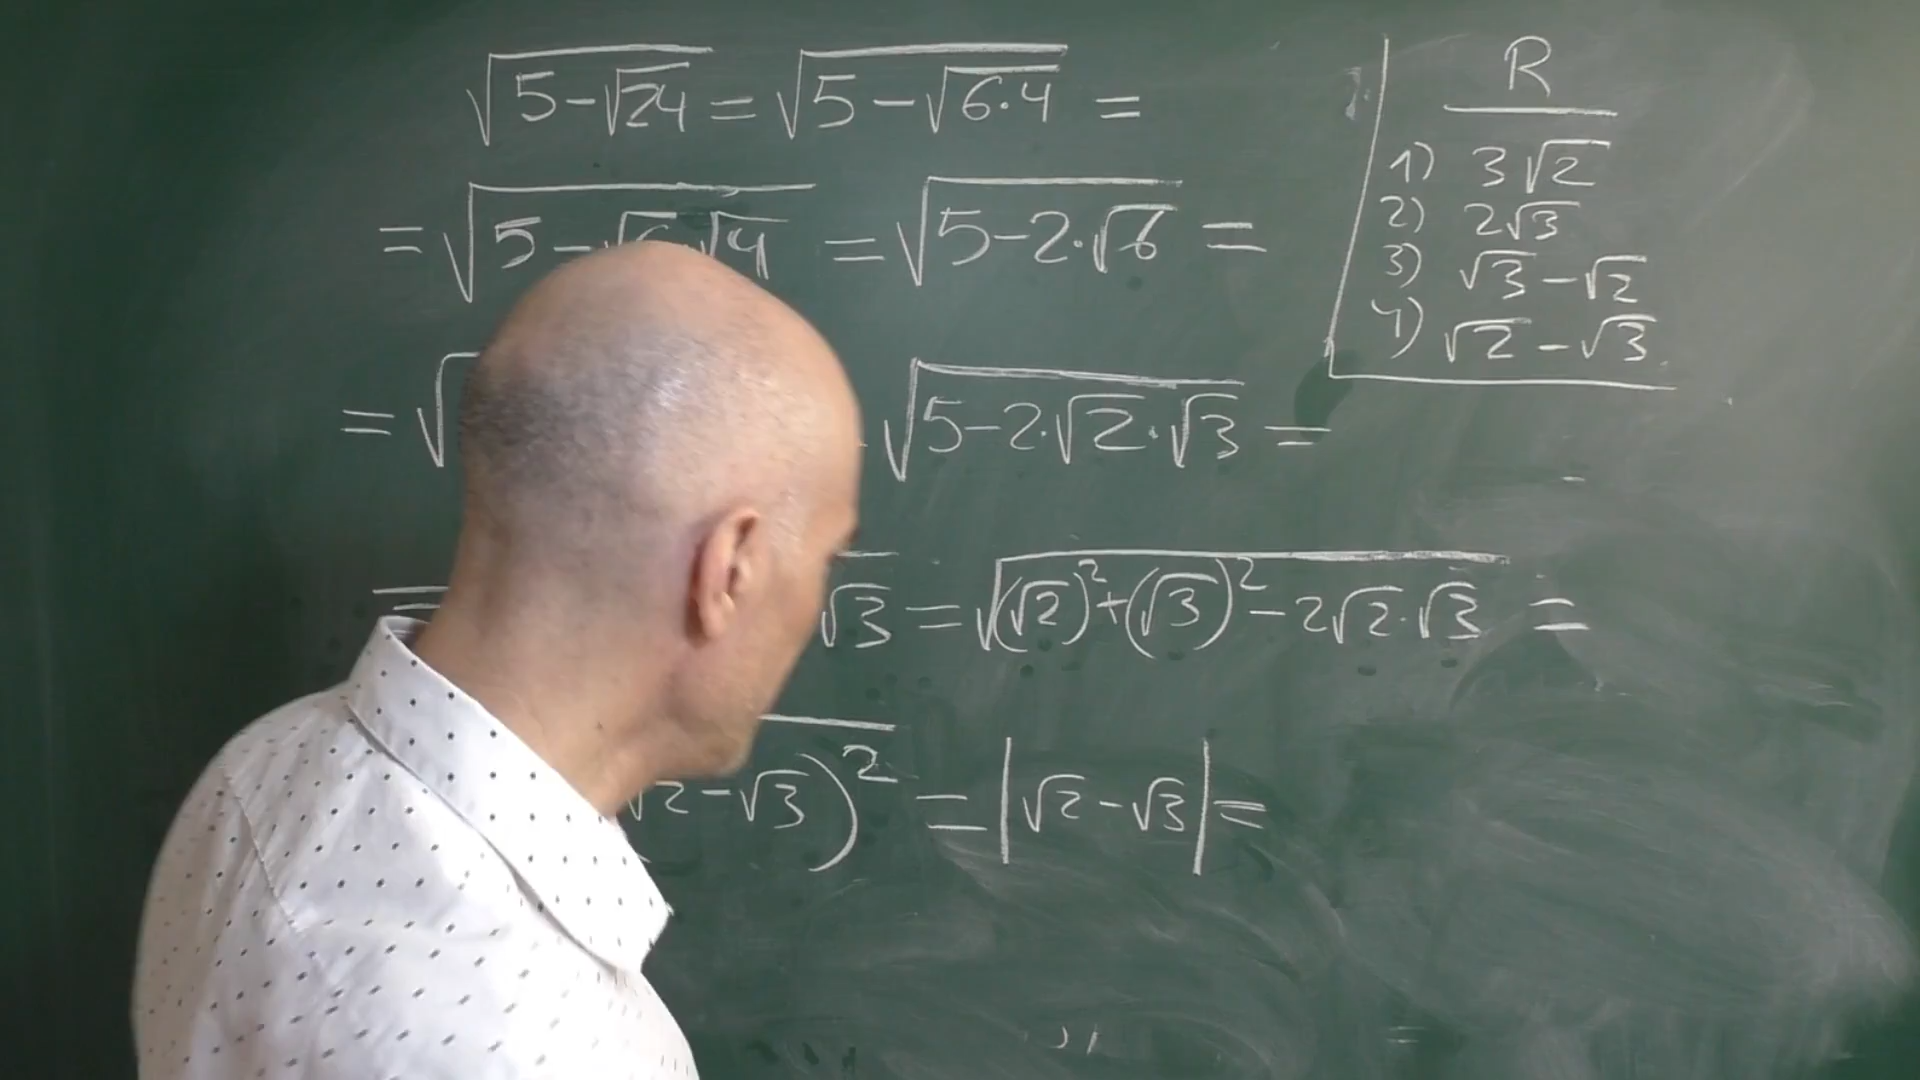 √(5-√24) = √(5-√(6·4)) =
= √(5-√6·√4) = √(5-2·√6) =
= √ √(5-2·√2·√3) =
= √3 = √((√2)²+(√3)²-2√2·√3) =
√2-√3)² = |√2-√3| =
R
1) 3√2
2) 2√3
3) √3-√2
4) √2-√3